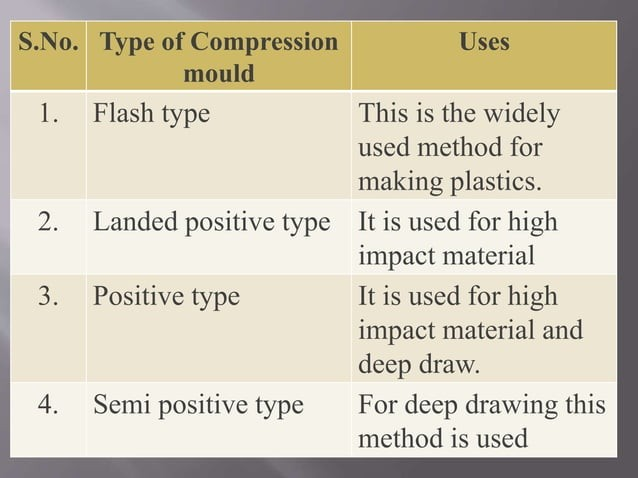 S.No. Type of Compression mould Uses
1. Flash type This is the widely
used method for
making plastics.
2. Landed positive type It is used for high
impact material
3. Positive type It is used for high
impact material and
deep draw.
4. Semi positive type For deep drawing this
method is used